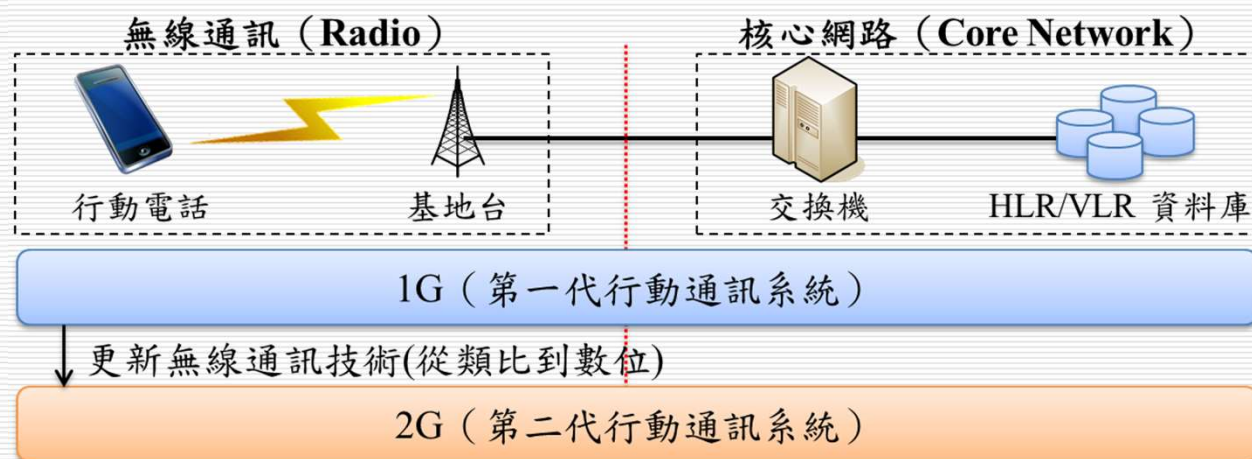 無線通訊（Radio）
核心網路（Core Network）
行動電話
基地台
交換機
HLR/VLR 資料庫
1G（第一代行動通訊系統）
更新無線通訊技術(從類比到數位)
2G（第二代行動通訊系統）